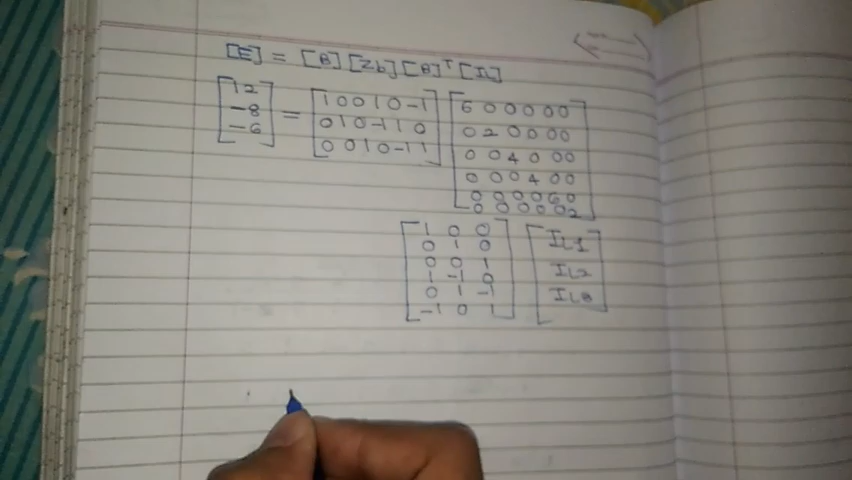 [E] = [B][Zb][B]ᵀ[IL]
[12 -8 -6] = [1 0 0 1 0 -1] [6 0 0 0 0 0]
[0 1 0 -1 1 0] [0 2 0 0 0 0]
[0 0 1 0 -1 1] [0 0 4 0 0 0]
[0 0 0 4 0 0]
[0 0 0 0 6 0]
[0 0 0 0 0 2]
[1 0 0] [IL1]
[0 1 0]
[0 0 1] [IL2]
[1 -1 0]
[0 1 -1] [IL3]
[-1 0 1]